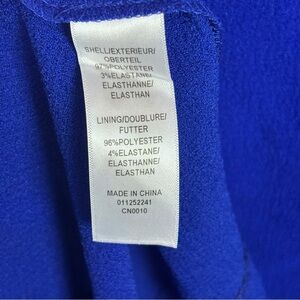 SHELL/EXTERIEUR/
OBERTEIL
97%POLYESTER
3%ELASTANE/
ELASTHANNE/
ELASTHAN
LINING/DOUBLURE/
FUTTER
96%POLYESTER
4%ELASTANE/
ELASTHANNE/
ELASTHAN
MADE IN CHINA
011252241
CN0010